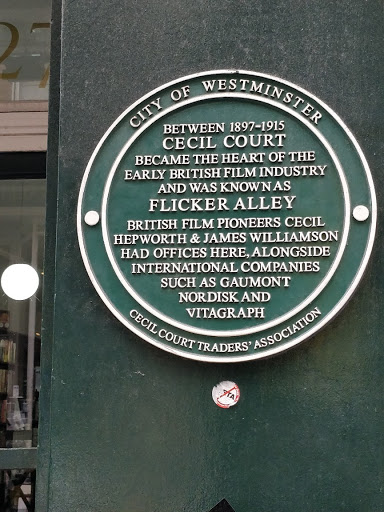 27
CITY OF WESTMINSTER
BETWEEN 1897-1915
CECIL COURT
BECAME THE HEART OF THE
EARLY BRITISH FILM INDUSTRY
AND WAS KNOWN AS
FLICKER ALLEY
BRITISH FILM PIONEERS CECIL
HEPWORTH & JAMES WILLIAMSON
HAD OFFICES HERE, ALONGSIDE
INTERNATIONAL COMPANIES
SUCH AS GAUMONT
NORDISK AND
VITAGRAPH
CECIL COURT TRADERS' ASSOCIATION